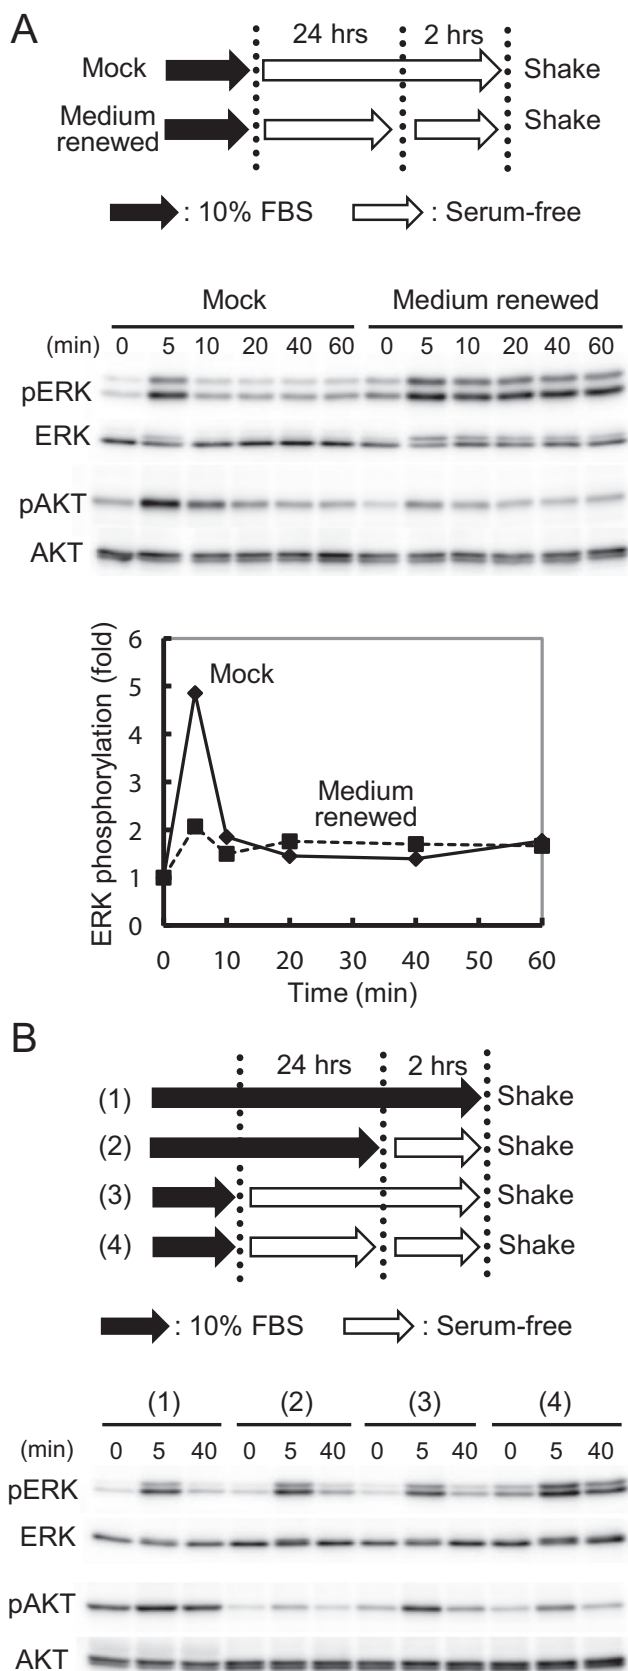 A
24 hrs 2 hrs
Mock Shake
Medium renewed Shake
: 10% FBS : Serum-free
Mock Medium renewed
(min) 0 5 10 20 40 60 0 5 10 20 40 60
pERK
ERK
pAKT
AKT
ERK phosphorylation (fold)
6
5
4
3
2
1
0
Mock
Medium
renewed
0 10 20 30 40 50 60
Time (min)
B
24 hrs 2 hrs
(1) Shake
(2) Shake
(3) Shake
(4) Shake
: 10% FBS : Serum-free
(1) (2) (3) (4)
(min) 0 5 40 0 5 40 0 5 40 0 5 40
pERK
ERK
pAKT
AKT